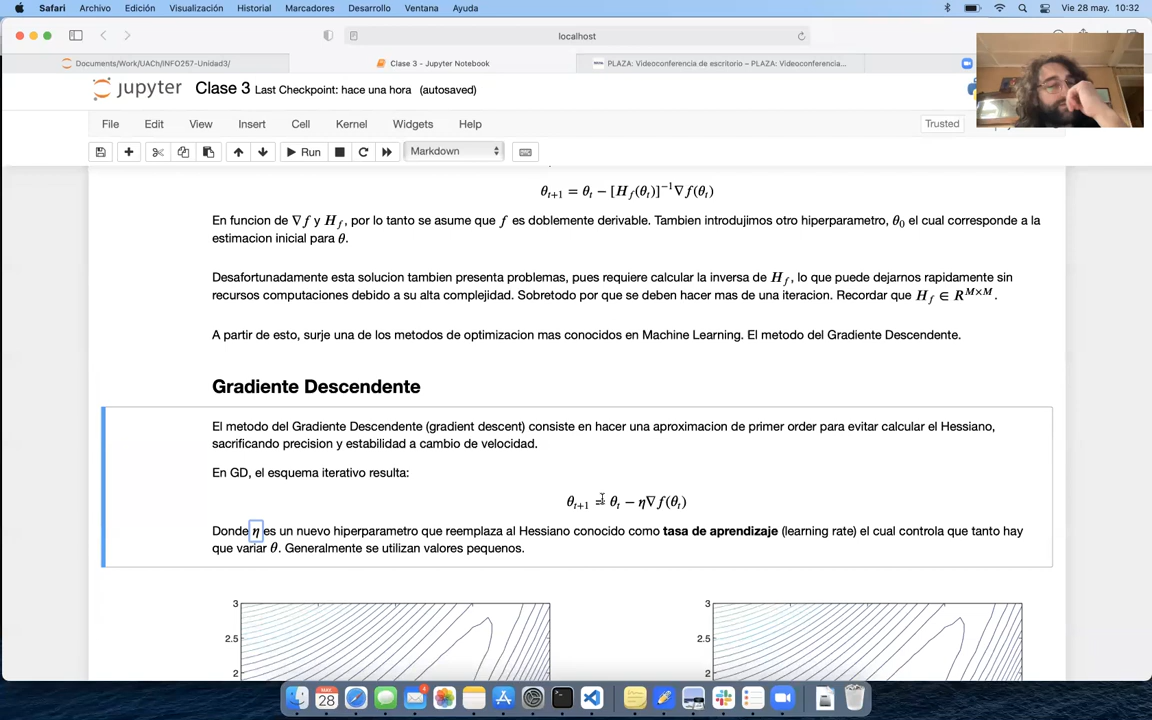 Safari Archivo Edición Visualización Historial Marcadores Desarrollo Ventana Ayuda Vie 28 may. 10:32
localhost
Documents/Work/UACh/INFO257-Unidad3/ Clase 3 - Jupyter Notebook PLAZA: Videoconferencia de escritorio – PLAZA: Videoconferencia...
jupyter Clase 3 Last Checkpoint: hace una hora (autosaved)
File Edit View Insert Cell Kernel Widgets Help Trusted
Run Markdown
θt+1 = θt − [Hf(θt)]−1∇f(θt)
En funcion de ∇f y Hf, por lo tanto se asume que f es doblemente derivable. Tambien introdujimos otro hiperparametro, θ0 el cual corresponde a la
estimacion inicial para θ.
Desafortunadamente esta solucion tambien presenta problemas, pues requiere calcular la inversa de Hf, lo que puede dejarnos rapidamente sin
recursos computaciones debido a su alta complejidad. Sobretodo por que se deben hacer mas de una iteracion. Recordar que Hf ∈ RM×M.
A partir de esto, surje una de los metodos de optimizacion mas conocidos en Machine Learning. El metodo del Gradiente Descendente.
Gradiente Descendente
El metodo del Gradiente Descendente (gradient descent) consiste en hacer una aproximacion de primer order para evitar calcular el Hessiano,
sacrificando precision y estabilidad a cambio de velocidad.
En GD, el esquema iterativo resulta:
θt+1 = θt − η∇f(θt)
Donde η es un nuevo hiperparametro que reemplaza al Hessiano conocido como tasa de aprendizaje (learning rate) el cual controla que tanto hay
que variar θ. Generalmente se utilizan valores pequenos.
3 3
2.5 2.5
2 2
MAY. 28 4